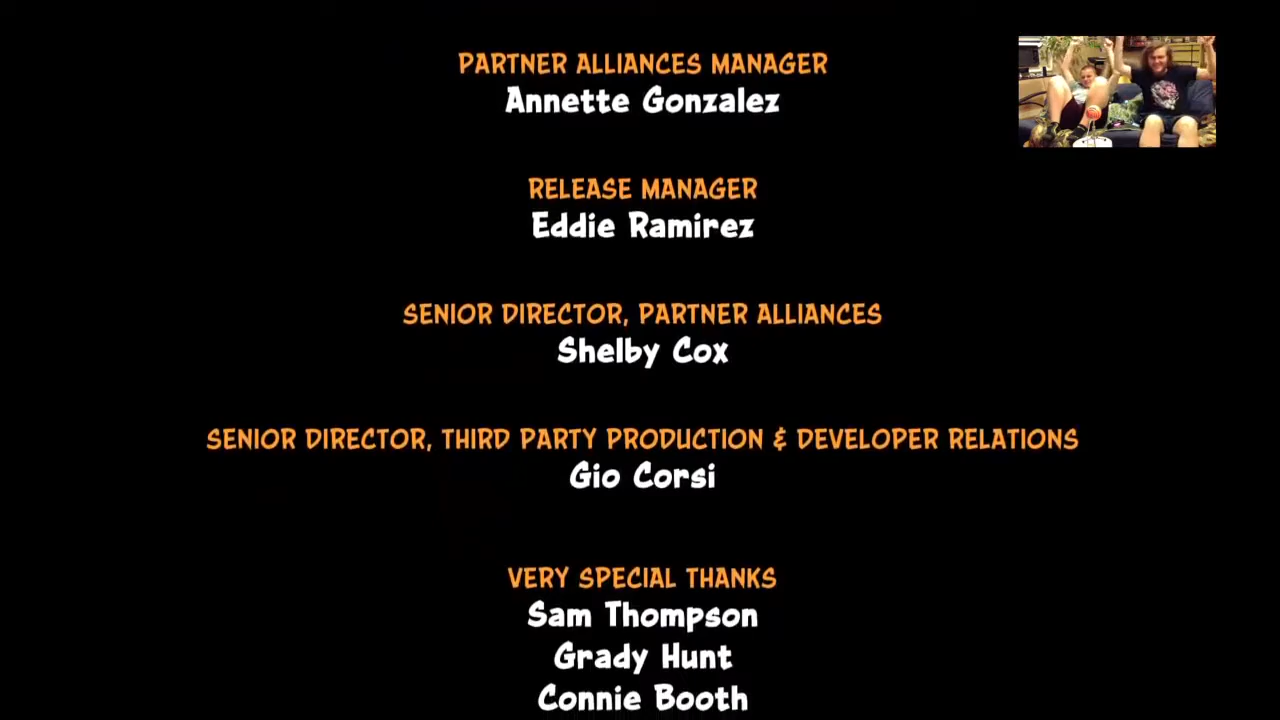 PARTNER ALLIANCES MANAGER
Annette Gonzalez
RELEASE MANAGER
Eddie Ramirez
SENIOR DIRECTOR, PARTNER ALLIANCES
Shelby Cox
SENIOR DIRECTOR, THIRD PARTY PRODUCTION & DEVELOPER RELATIONS
Gio Corsi
VERY SPECIAL THANKS
Sam Thompson
Grady Hunt
Connie Booth